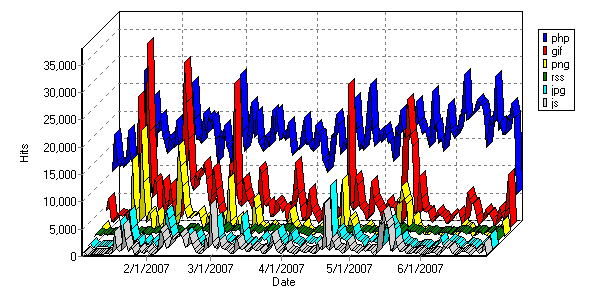 php
gif
png
rss
jpg
js
35,000
30,000
25,000
20,000
15,000
10,000
5,000
0
Hits
2/1/2007 3/1/2007 4/1/2007 5/1/2007 6/1/2007
Date